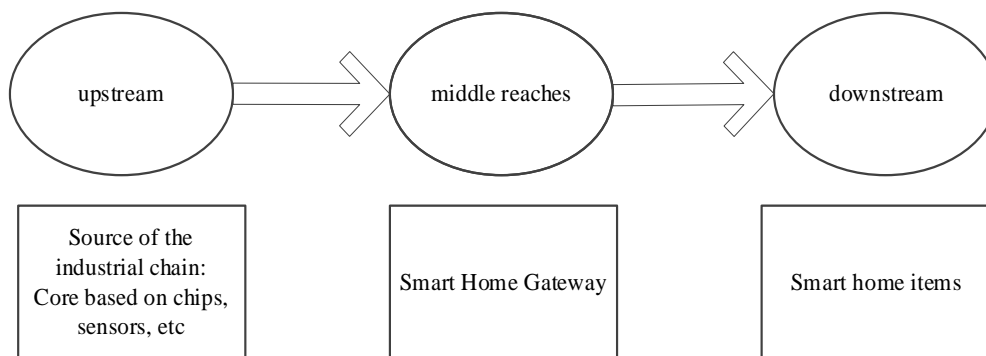 upstream
middle reaches
downstream
Source of the
industrial chain:
Core based on chips,
sensors, etc
Smart Home Gateway
Smart home items